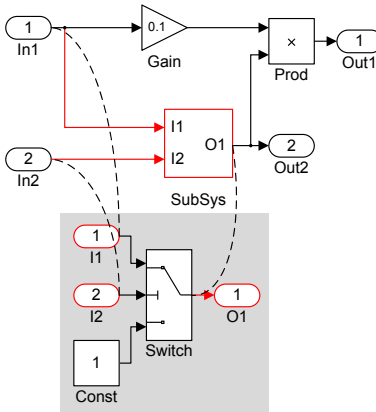 1
In1
0.1
Gain
×
Prod
1
Out1
I1
I2
O1
SubSys
2
In2
2
Out2
1
I1
2
I2
Switch
1
O1
1
Const